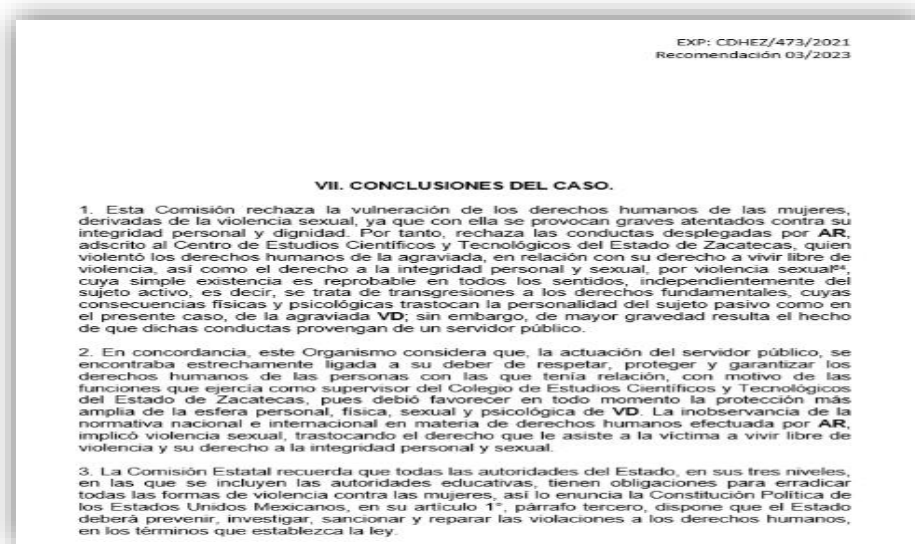 EXP: CDHEZ/473/2021
Recomendación 03/2023
VII. CONCLUSIONES DEL CASO.
1. Esta Comisión rechaza la vulneración de los derechos humanos de las mujeres,
derivadas de la violencia sexual, ya que con ella se provocan graves atentados contra su
integridad personal y dignidad. Por tanto, rechaza las conductas desplegadas por AR,
adscrito al Centro de Estudios Científicos y Tecnológicos del Estado de Zacatecas, quien
violentó los derechos humanos de la agraviada, en relación con su derecho a vivir libre de
violencia, así como el derecho a la integridad personal y sexual, por violencia sexual,
cuya simple existencia es reprobable en todos los sentidos, independientemente del
sujeto activo, es decir, se trata de transgresiones a los derechos fundamentales, cuyas
consecuencias físicas y psicológicas trastocan la personalidad del sujeto pasivo como en
el presente caso, de la agraviada VD; sin embargo, de mayor gravedad resulta el hecho
de que dichas conductas provengan de un servidor público.
2. En concordancia, este Organismo considera que, la actuación del servidor público, se
encontraba estrechamente ligada a su deber de respetar, proteger y garantizar los
derechos humanos de las personas con las que tenía relación, con motivo de las
funciones que ejercía como supervisor del Colegio de Estudios Científicos y Tecnológicos
del Estado de Zacatecas, pues debió favorecer en todo momento la protección más
amplia de la esfera personal, física, sexual y psicológica de VD. La inobservancia de la
normativa nacional e internacional en materia de derechos humanos efectuada por AR,
implicó violencia sexual, trastocando el derecho que le asiste a la víctima a vivir libre de
violencia y su derecho a la integridad personal y sexual.
3. La Comisión Estatal recuerda que todas las autoridades del Estado, en sus tres niveles,
en las que se incluyen las autoridades educativas, tienen obligaciones para erradicar
todas las formas de violencia contra las mujeres, así lo enuncia la Constitución Política de
los Estados Unidos Mexicanos, en su artículo 1°, párrafo tercero, dispone que el Estado
deberá prevenir, investigar, sancionar y reparar las violaciones a los derechos humanos,
en los términos que establezca la ley.